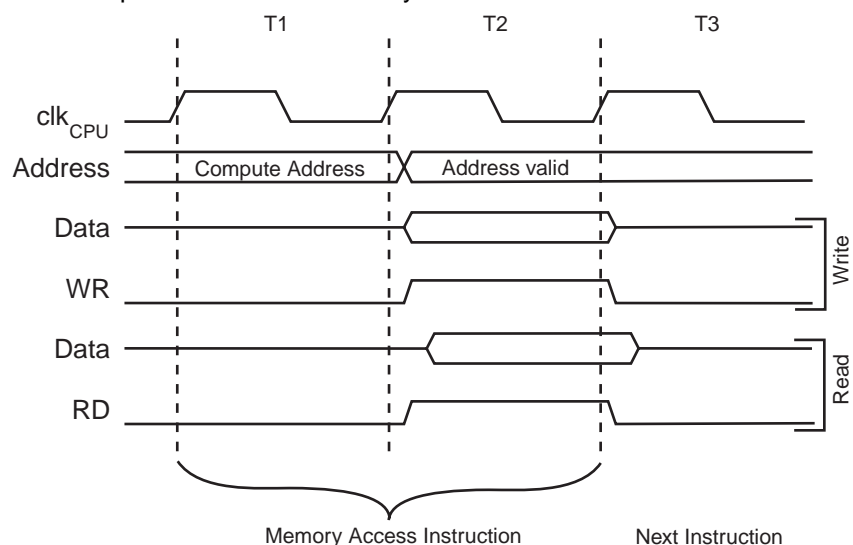 T1 T2 T3
clkCPU
Address Compute Address Address valid
Data
WR
Write
Data
RD
Read
Memory Access Instruction Next Instruction